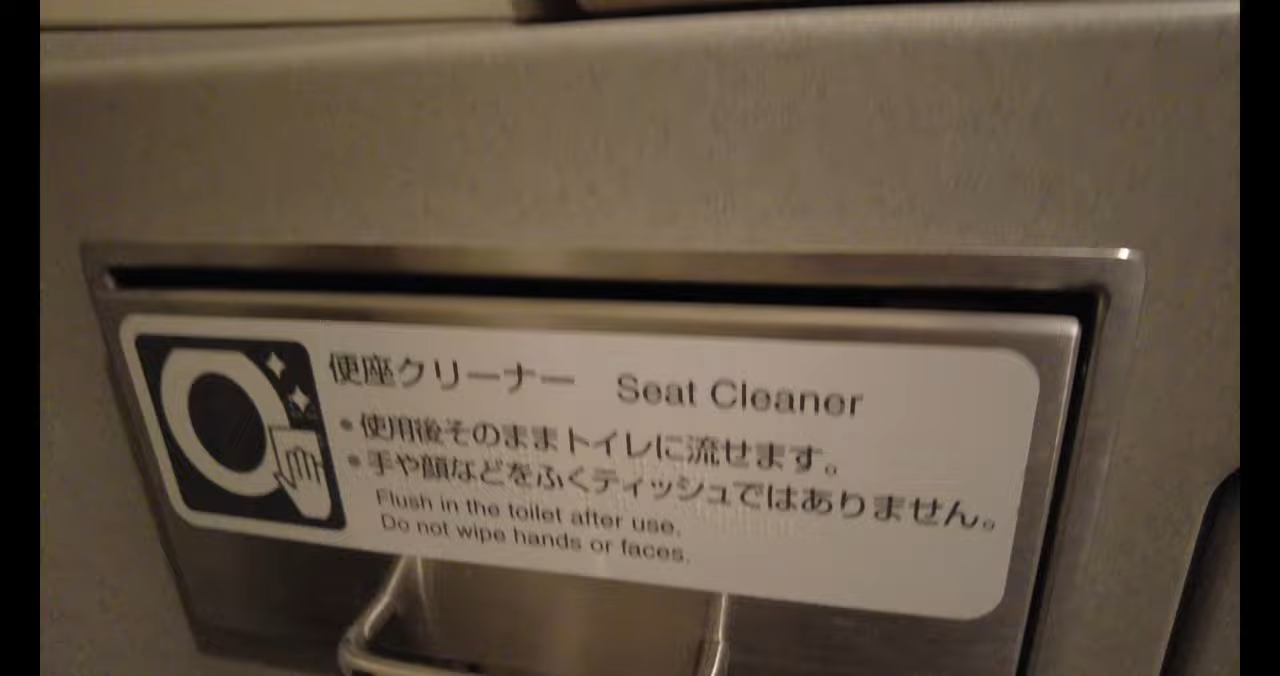 便座クリーナー Seat Cleaner
•使用後そのままトイレに流せます。
•手や顔などをふくティッシュではありません。
Flush in the toilet after use.
Do not wipe hands or faces.